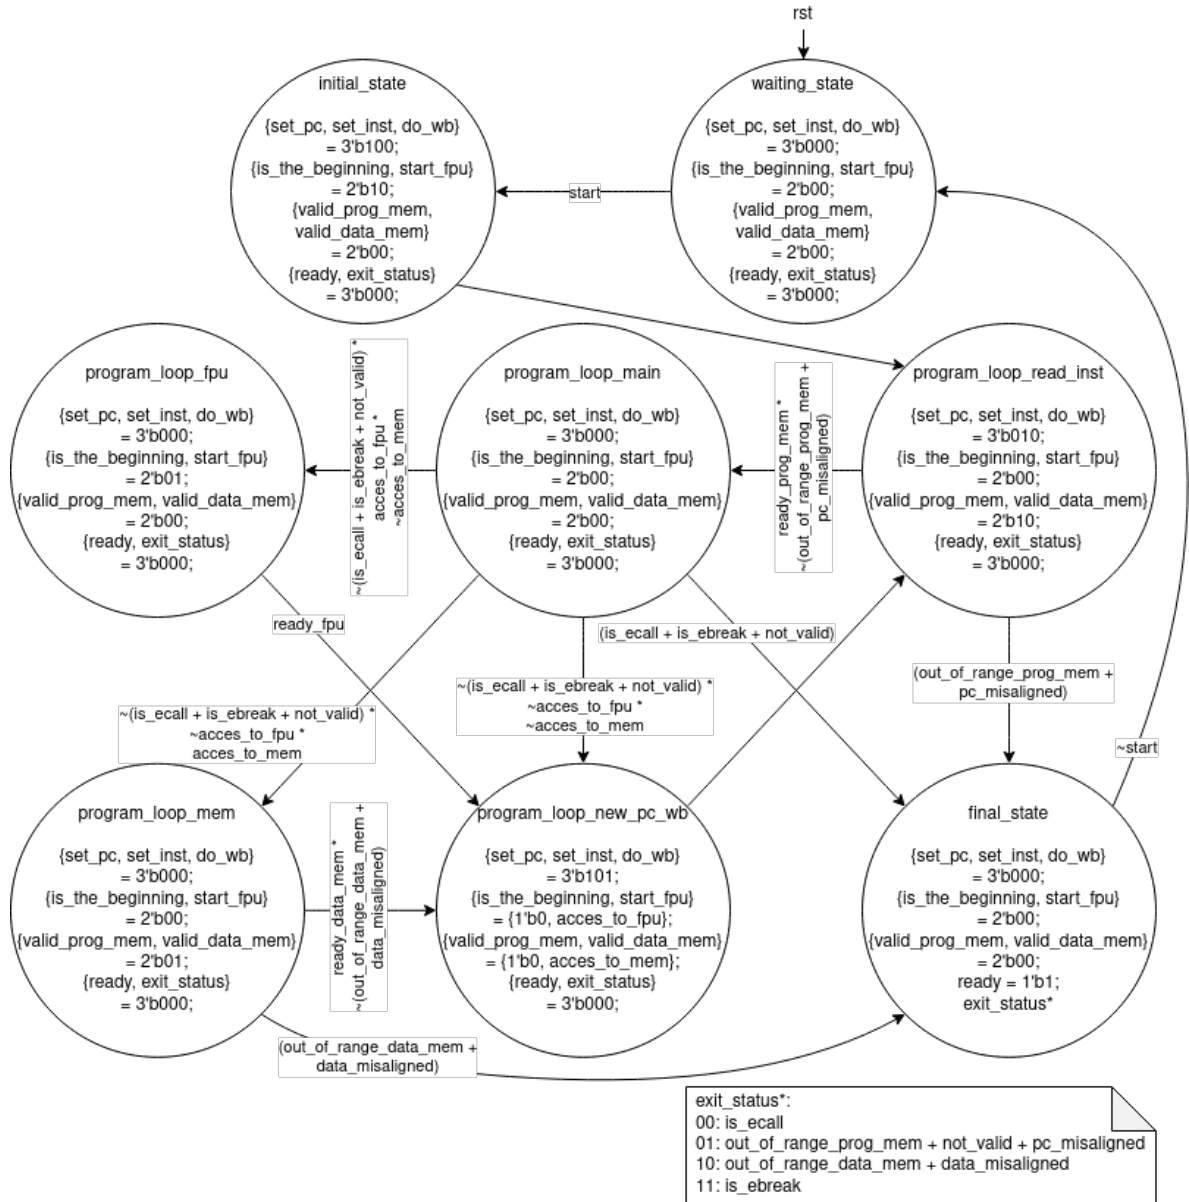 rst
initial_state
{set_pc, set_inst, do_wb}
= 3'b100;
{is_the_beginning, start_fpu}
= 2'b10;
{valid_prog_mem,
valid_data_mem}
= 2'b00;
{ready, exit_status}
= 3'b000;
start
waiting_state
{set_pc, set_inst, do_wb}
= 3'b000;
{is_the_beginning, start_fpu}
= 2'b00;
{valid_prog_mem,
valid_data_mem}
= 2'b00;
{ready, exit_status}
= 3'b000;
program_loop_fpu
{set_pc, set_inst, do_wb}
= 3'b000;
{is_the_beginning, start_fpu}
= 2'b01;
{valid_prog_mem, valid_data_mem}
= 2'b00;
{ready, exit_status}
= 3'b000;
~(is_ecall + is_ebreak + not_valid) *
acces_to_fpu *
~acces_to_mem
program_loop_main
{set_pc, set_inst, do_wb}
= 3'b000;
{is_the_beginning, start_fpu}
= 2'b00;
{valid_prog_mem, valid_data_mem}
= 2'b00;
{ready, exit_status}
= 3'b000;
ready_prog_mem *
~(out_of_range_prog_mem +
pc_misaligned)
program_loop_read_inst
{set_pc, set_inst, do_wb}
= 3'b010;
{is_the_beginning, start_fpu}
= 2'b00;
{valid_prog_mem, valid_data_mem}
= 2'b10;
{ready, exit_status}
= 3'b000;
ready_fpu
(is_ecall + is_ebreak + not_valid)
(out_of_range_prog_mem +
pc_misaligned)
~(is_ecall + is_ebreak + not_valid) *
~acces_to_fpu *
acces_to_mem
~(is_ecall + is_ebreak + not_valid) *
~acces_to_fpu *
~acces_to_mem
~start
program_loop_mem
{set_pc, set_inst, do_wb}
= 3'b000;
{is_the_beginning, start_fpu}
= 2'b00;
{valid_prog_mem, valid_data_mem}
= 2'b01;
{ready, exit_status}
= 3'b000;
ready_data_mem *
~(out_of_range_data_mem +
data_misaligned)
program_loop_new_pc_wb
{set_pc, set_inst, do_wb}
= 3'b101;
{is_the_beginning, start_fpu}
= {1'b0, acces_to_fpu};
{valid_prog_mem, valid_data_mem}
= {1'b0, acces_to_mem};
{ready, exit_status}
= 3'b000;
final_state
{set_pc, set_inst, do_wb}
= 3'b000;
{is_the_beginning, start_fpu}
= 2'b00;
{valid_prog_mem, valid_data_mem}
= 2'b00;
ready = 1'b1;
exit_status*
(out_of_range_data_mem +
data_misaligned)
exit_status*:
00: is_ecall
01: out_of_range_prog_mem + not_valid + pc_misaligned
10: out_of_range_data_mem + data_misaligned
11: is_ebreak